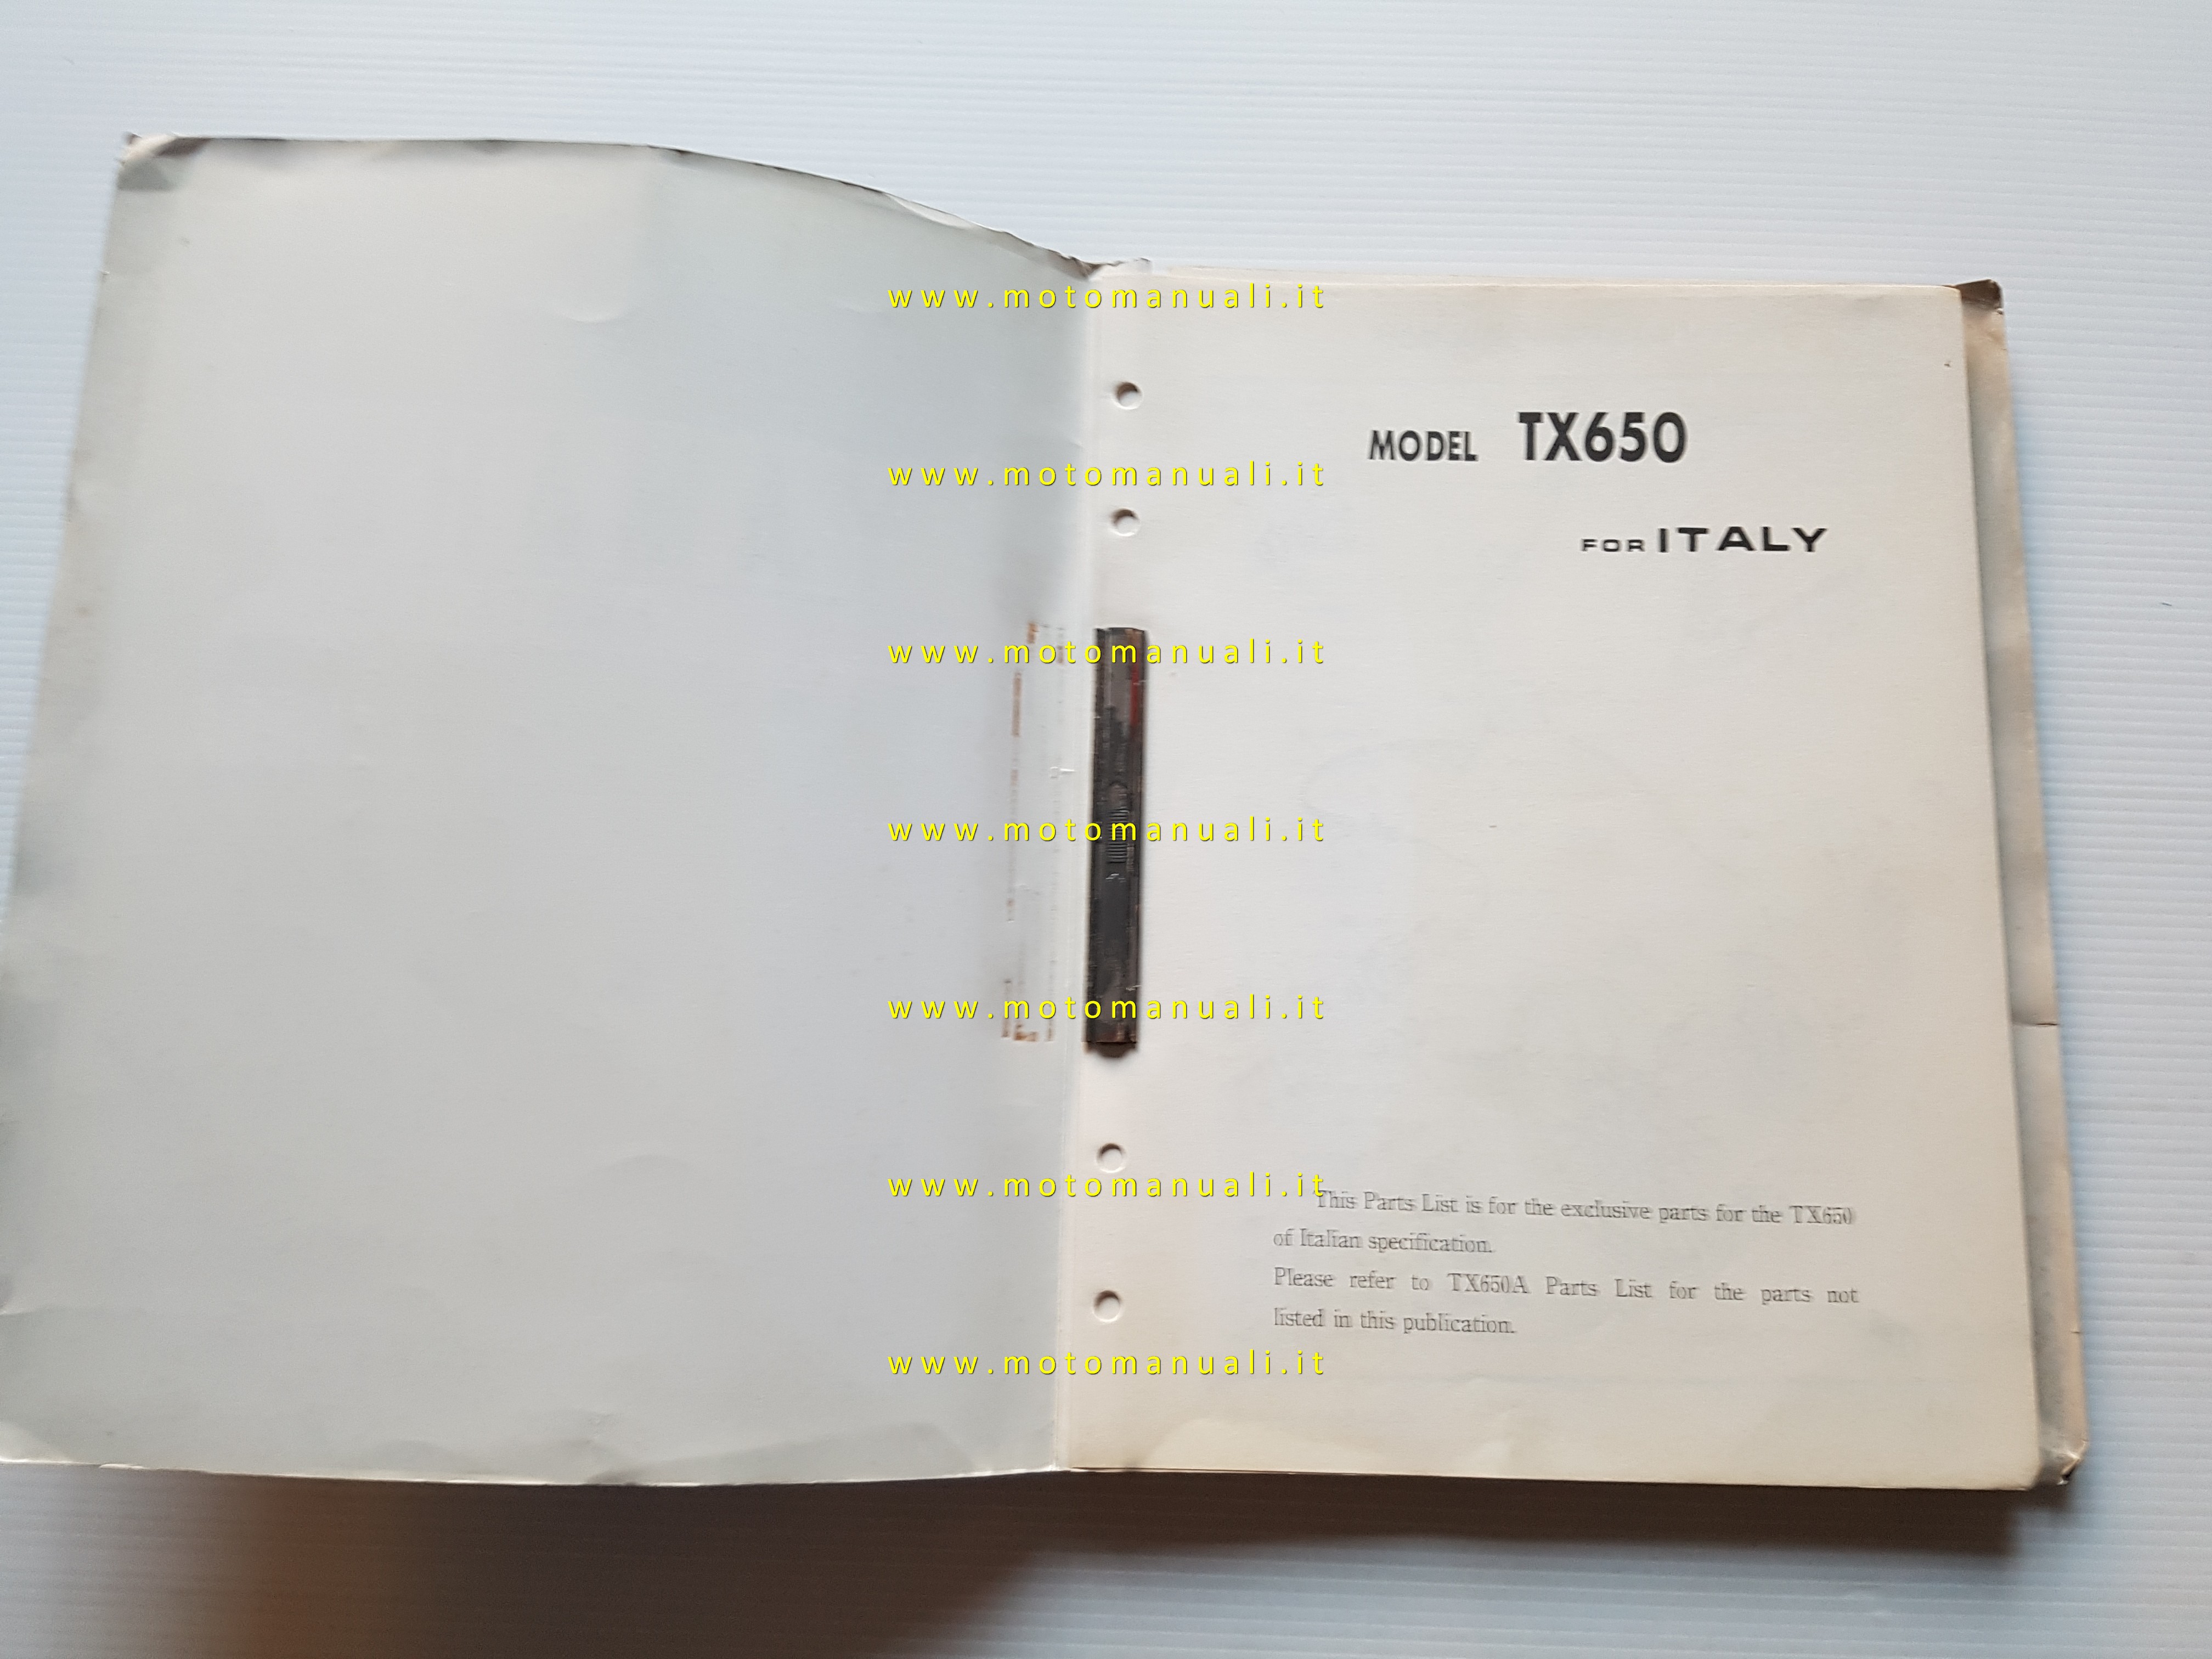 www.motomanuali.it
MODEL TX650
www.motomanuali.it
FOR ITALY
www.motomanuali.it
www.motomanuali.it
www.motomanuali.it
www.motomanuali.it
This Parts List is for the exclusive parts for the TX650
of Italian specification.
Please refer to TX650A Parts List for the parts not
listed in this publication.
www.motomanuali.it